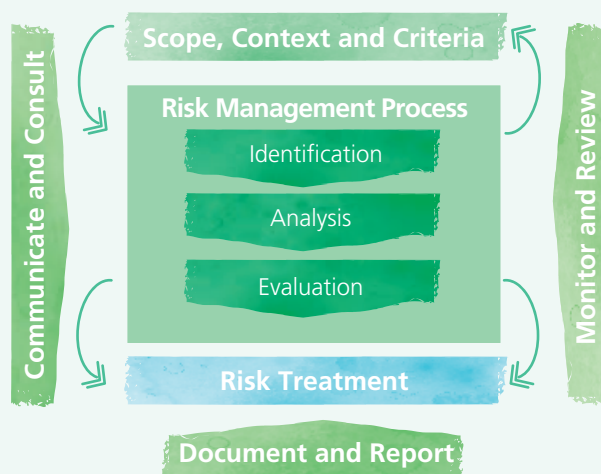 Scope, Context and Criteria
Communicate and Consult
Risk Management Process
Identification
Analysis
Evaluation
Monitor and Review
Risk Treatment
Document and Report